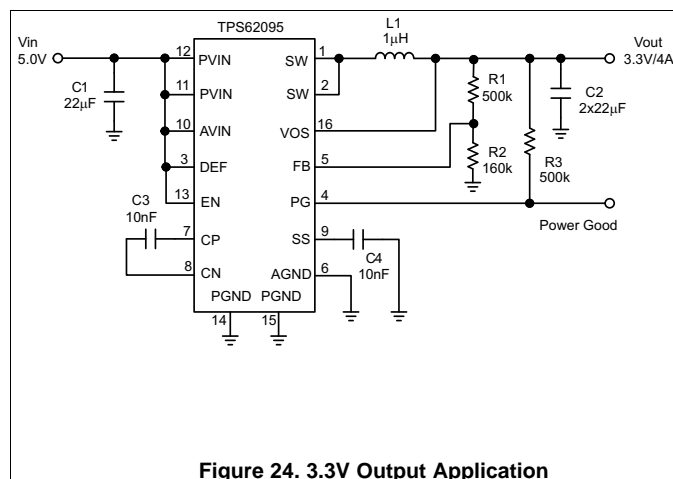 TPS62095
Vin
5.0V
C1
22μF
12
PVIN
11
PVIN
10
AVIN
3
DEF
13
EN
C3
10nF
7
CP
8
CN
PGND
PGND
14
15
SW
1
SW
2
VOS
16
FB
5
PG
4
SS
9
AGND
6
C4
10nF
L1
1μH
R1
500k
R2
160k
R3
500k
C2
2x22μF
Vout
3.3V/4A
Power Good
Figure 24. 3.3V Output Application